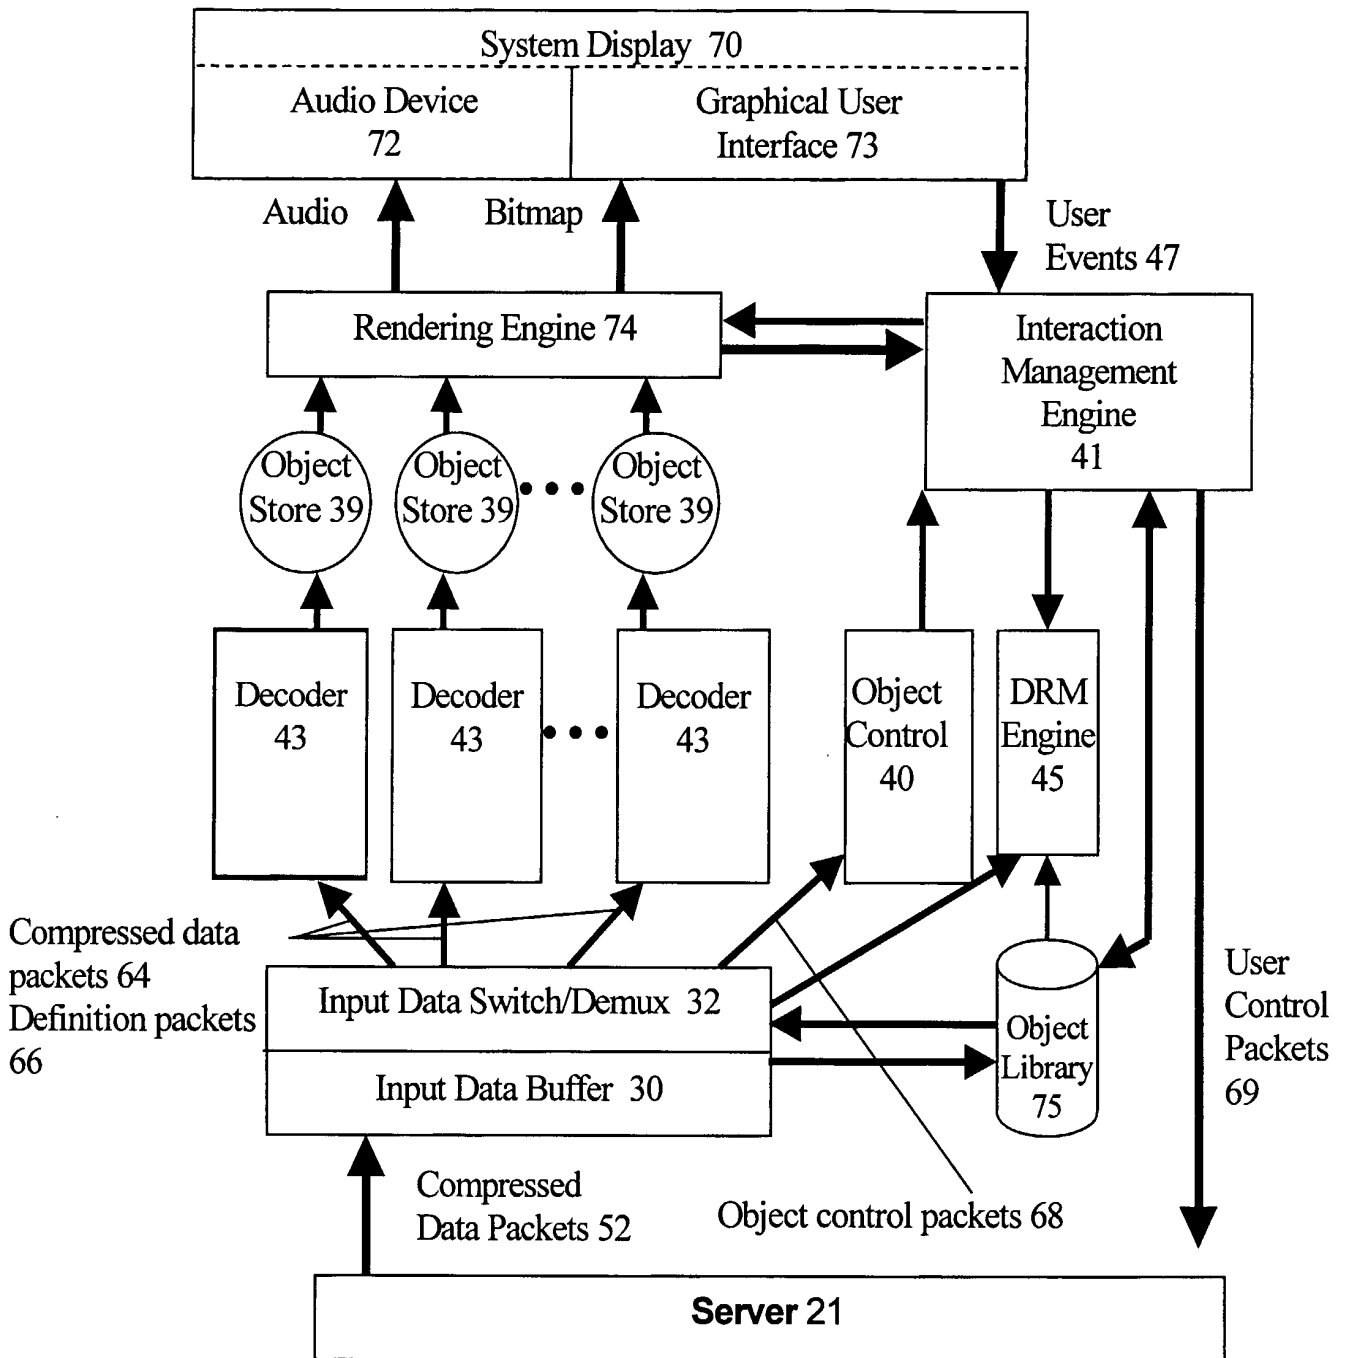 System Display 70
Audio Device
72
Graphical User
Interface 73
Audio
Bitmap
User
Events 47
Rendering Engine 74
Interaction
Management
Engine
41
Object
Store 39
Object
Store 39
Object
Store 39
Decoder
43
Decoder
43
Decoder
43
Object
Control
40
DRM
Engine
45
Compressed data
packets 64
Definition packets
66
Input Data Switch/Demux 32
Input Data Buffer 30
Object
Library
75
User
Control
Packets
69
Compressed
Data Packets 52
Object control packets 68
Server 21